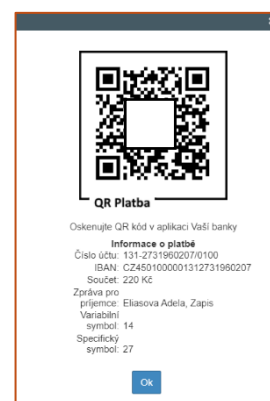 QR Platba
Oskenujte QR kód v aplikaci Vaší banky
Informace o platbě
Číslo účtu: 131-2731960207/0100
IBAN: CZ4501000001312731960207
Součet: 220 Kč
Zpráva pro
příjemce: Eliasova Adela, Zapis
Variabilní
symbol: 14
Specifický
symbol: 27
Ok